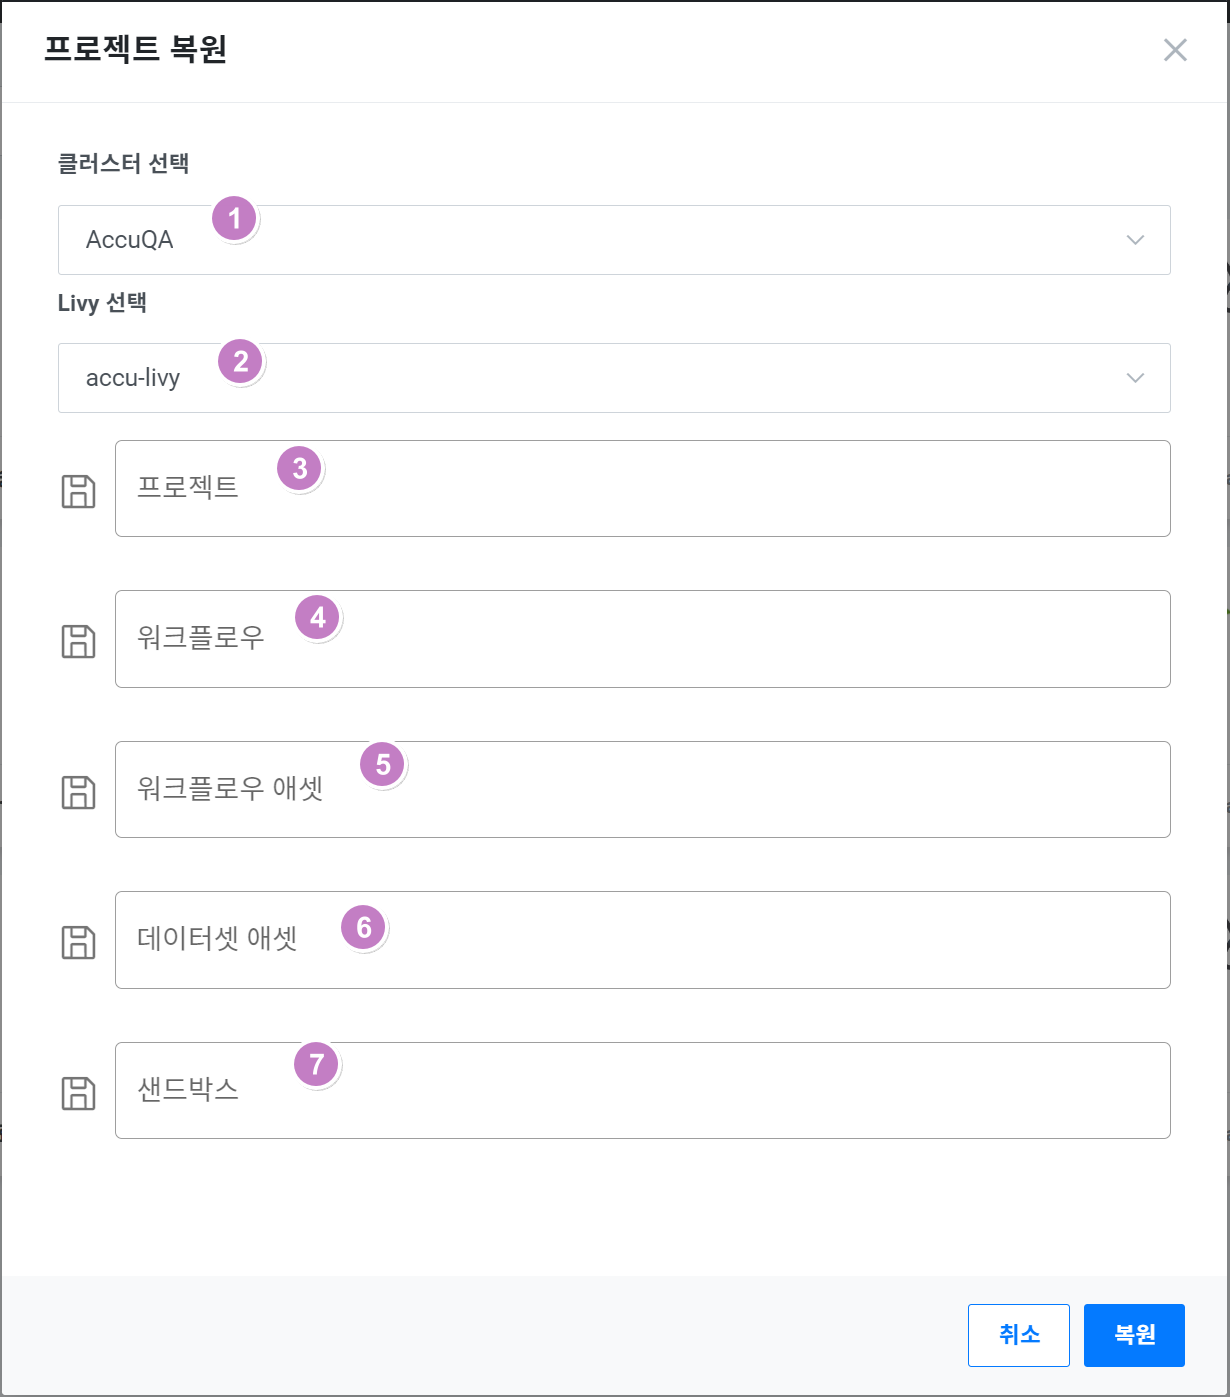 프로젝트 복원
클러스터 선택
1
AccuQA
Livy 선택
2
accu-livy
3
프로젝트
4
워크플로우
5
워크플로우 애셋
6
데이터셋 애셋
7
샌드박스
취소 복원